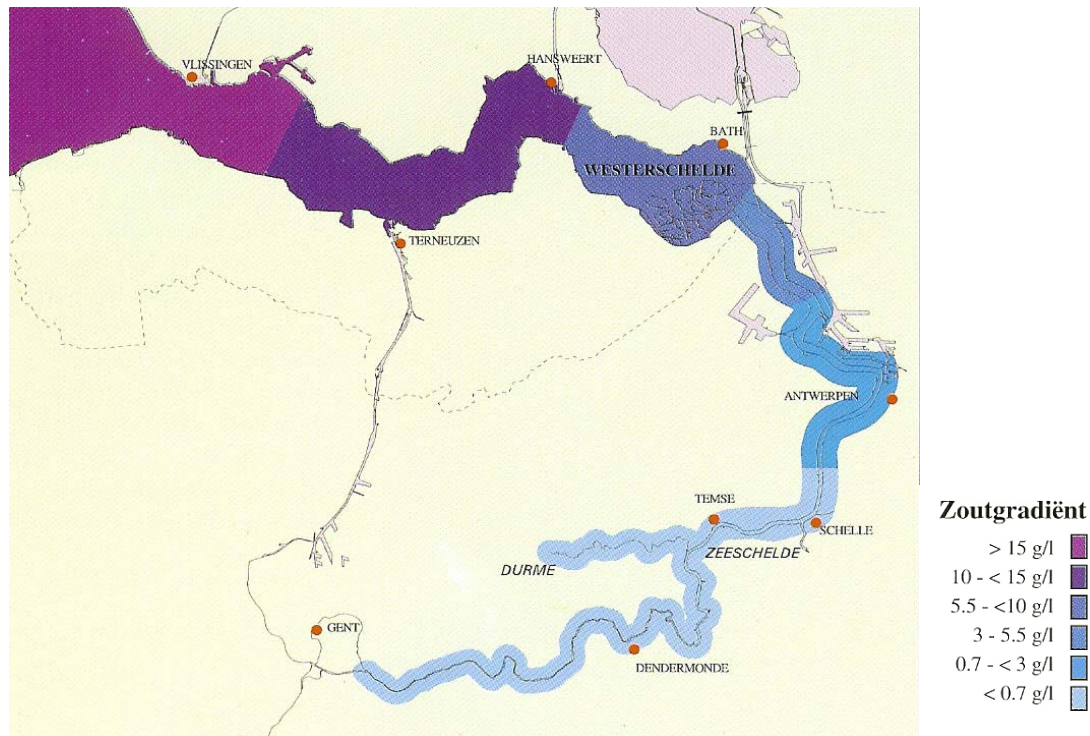 VLISSINGEN
HANSWEERT
BATH
WESTERSCHELDE
TERNEUZEN
ANTWERPEN
TEMSE
SCHELLE
ZEESCHELDE
DURME
GENT
DENDERMONDE
Zoutgradiënt
> 15 g/l
10 - < 15 g/l
5.5 - <10 g/l
3 - 5.5 g/l
0.7 - < 3 g/l
< 0.7 g/l